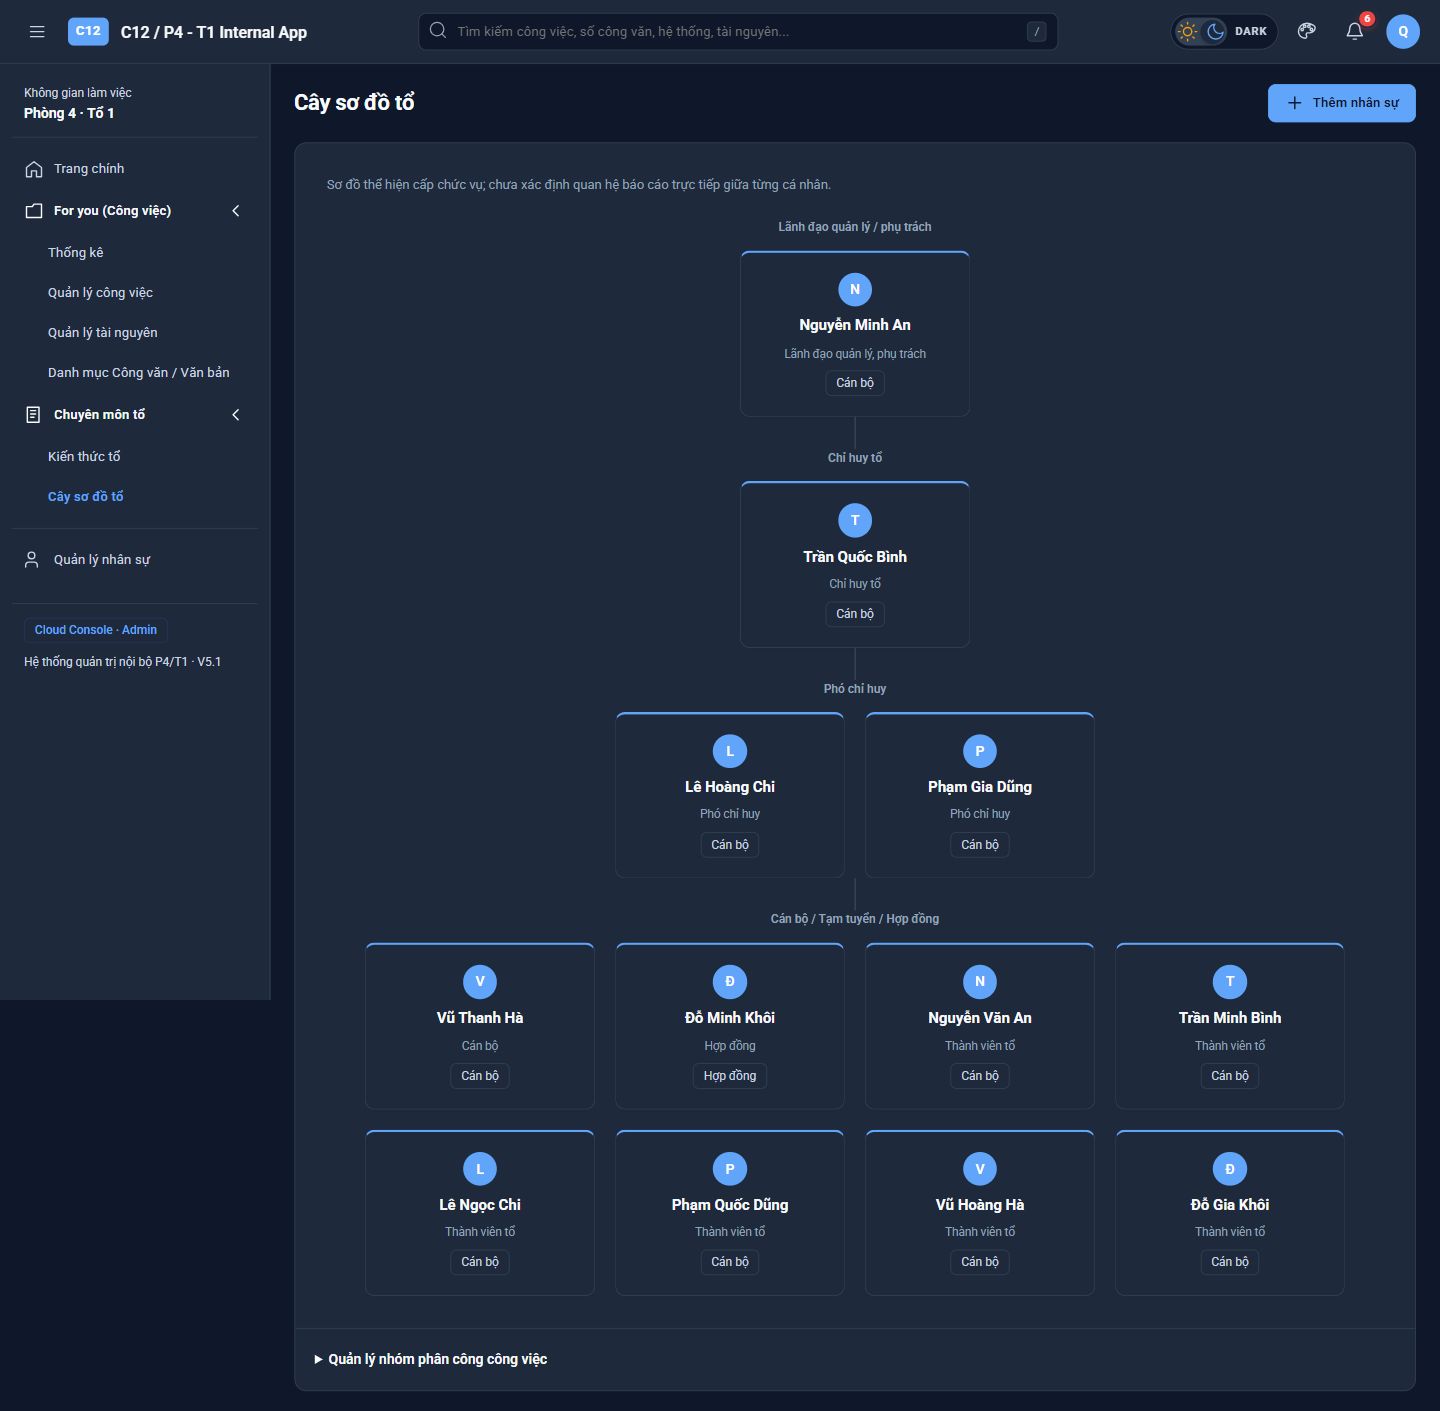 C12
C12 / P4 - T1 Internal App
Tìm kiếm công việc, số công văn, hệ thống, tài nguyên...
/
DARK
6
Q
Không gian làm việc
Phòng 4 · Tổ 1
Trang chính
For you (Công việc)
Thống kê
Quản lý công việc
Quản lý tài nguyên
Danh mục Công văn / Văn bản
Chuyên môn tổ
Kiến thức tổ
Cây sơ đồ tổ
Quản lý nhân sự
Cloud Console · Admin
Hệ thống quản trị nội bộ P4/T1 · V5.1
Cây sơ đồ tổ
Thêm nhân sự
Sơ đồ thể hiện cấp chức vụ; chưa xác định quan hệ báo cáo trực tiếp giữa từng cá nhân.
Lãnh đạo quản lý / phụ trách
N
Nguyễn Minh An
Lãnh đạo quản lý, phụ trách
Cán bộ
Chỉ huy tổ
T
Trần Quốc Bình
Chỉ huy tổ
Cán bộ
Phó chỉ huy
L
Lê Hoàng Chi
Phó chỉ huy
Cán bộ
P
Phạm Gia Dũng
Phó chỉ huy
Cán bộ
Cán bộ / Tạm tuyển / Hợp đồng
V
Vũ Thanh Hà
Cán bộ
Cán bộ
Đ
Đỗ Minh Khôi
Hợp đồng
Hợp đồng
N
Nguyễn Văn An
Thành viên tổ
Cán bộ
T
Trần Minh Bình
Thành viên tổ
Cán bộ
L
Lê Ngọc Chi
Thành viên tổ
Cán bộ
P
Phạm Quốc Dũng
Thành viên tổ
Cán bộ
V
Vũ Hoàng Hà
Thành viên tổ
Cán bộ
Đ
Đỗ Gia Khôi
Thành viên tổ
Cán bộ
Quản lý nhóm phân công công việc